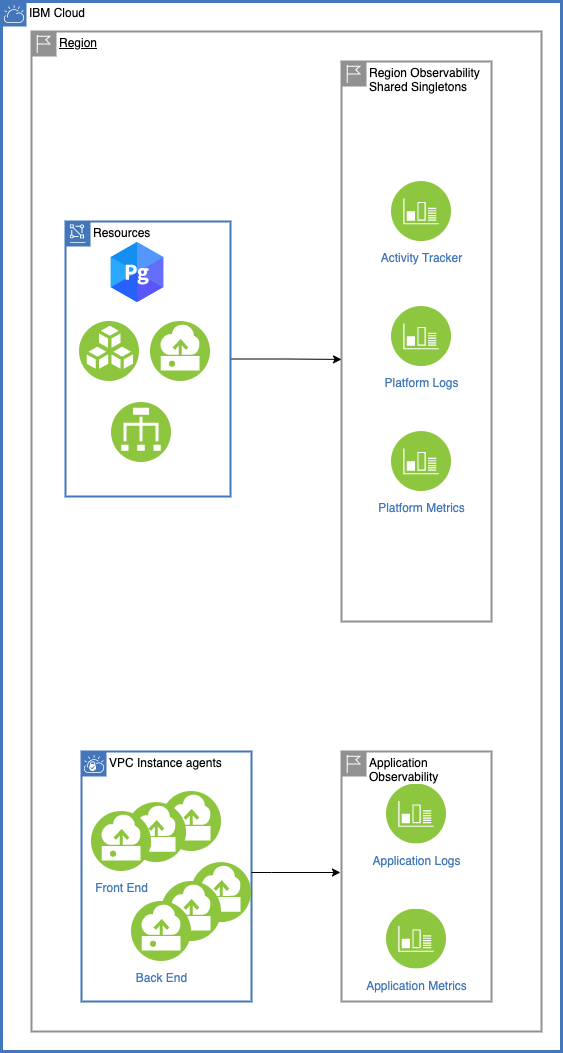 IBM Cloud
Region
Region Observability
Shared Singletons
Activity Tracker
Resources
Pg
Platform Logs
Platform Metrics
VPC Instance agents
Front End
Back End
Application
Observability
Application Logs
Application Metrics